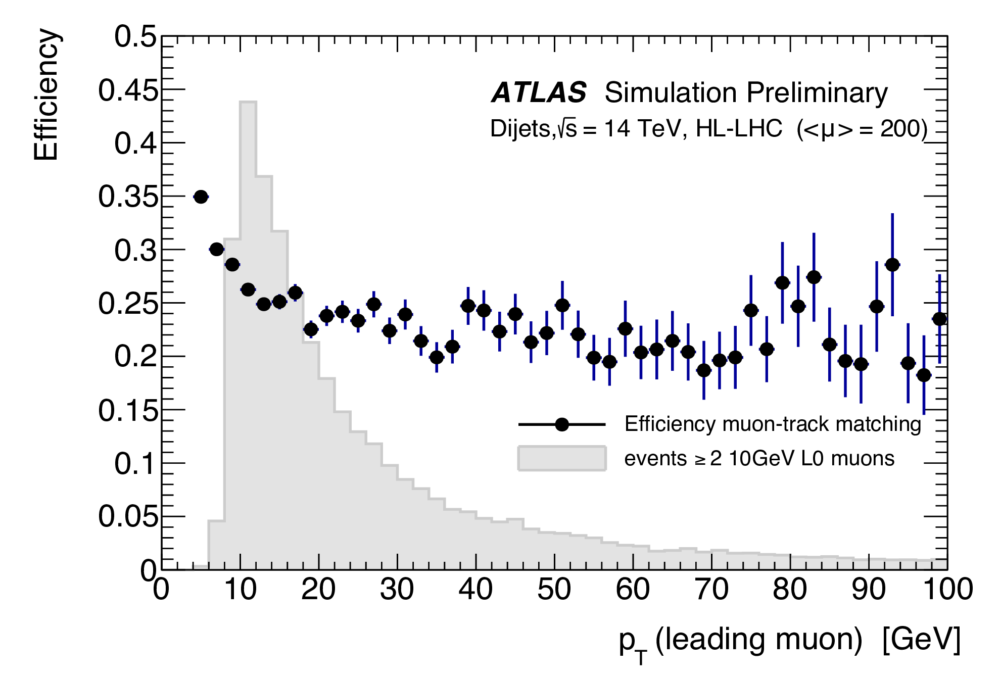 Efficiency
0.5
0.45
0.4
0.35
0.3
0.25
0.2
0.15
0.1
0.05
0
ATLAS Simulation Preliminary
Dijets,√s = 14 TeV, HL-LHC (<μ> = 200)
Efficiency muon-track matching
events ≥ 2 10GeV L0 muons
0 10 20 30 40 50 60 70 80 90 100
p_T (leading muon) [GeV]